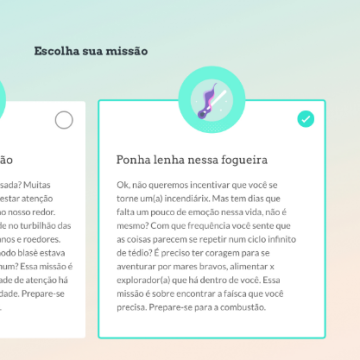 Escolha sua missão
ão
sada? Muitas
estar atenção
o nosso redor.
e no turbilhão das
nos e roedores.
odo blasè estava
num? Essa missão é
ade de atenção há
dade. Prepare-se
.
Ponha lenha nessa fogueira
Ok, não queremos incentivar que você se
torne um(a) incendiárix. Mas tem dias que
falta um pouco de emoção nessa vida, não é
mesmo? Com que frequência você sente que
as coisas parecem se repetir num ciclo infinito
de tédio? É preciso ter coragem para se
aventurar por mares bravos, alimentar x
explorador(a) que há dentro de você. Essa
missão é sobre encontrar a faísca que você
precisa. Prepare-se para a combustão.